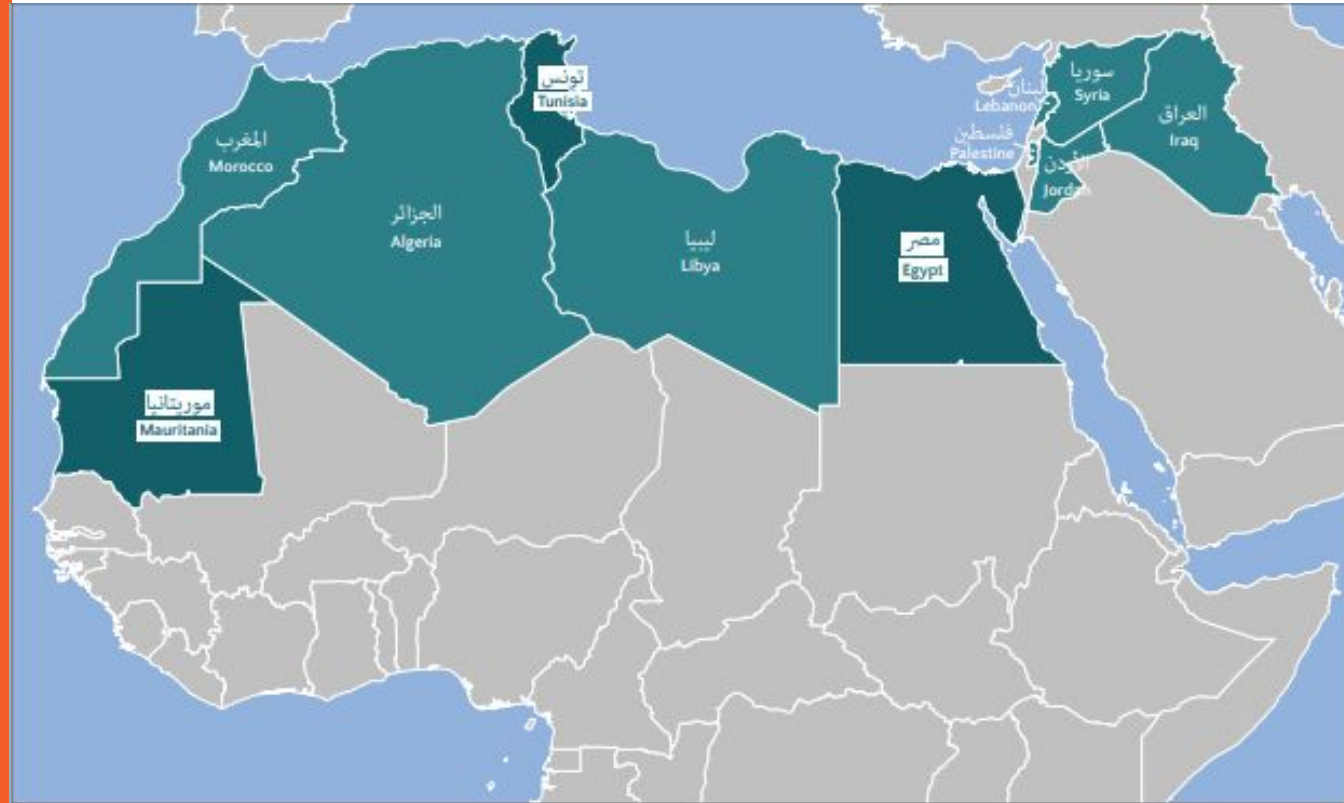 تونس
Tunisia
المغرب
Morocco
الجزائر
Algeria
ليبيا
Libya
مصر
Egypt
موريتانيا
Mauritania
لبنان
Lebanon
فلسطين
Palestine
سوريا
Syria
العراق
Iraq
الأردن
Jordan